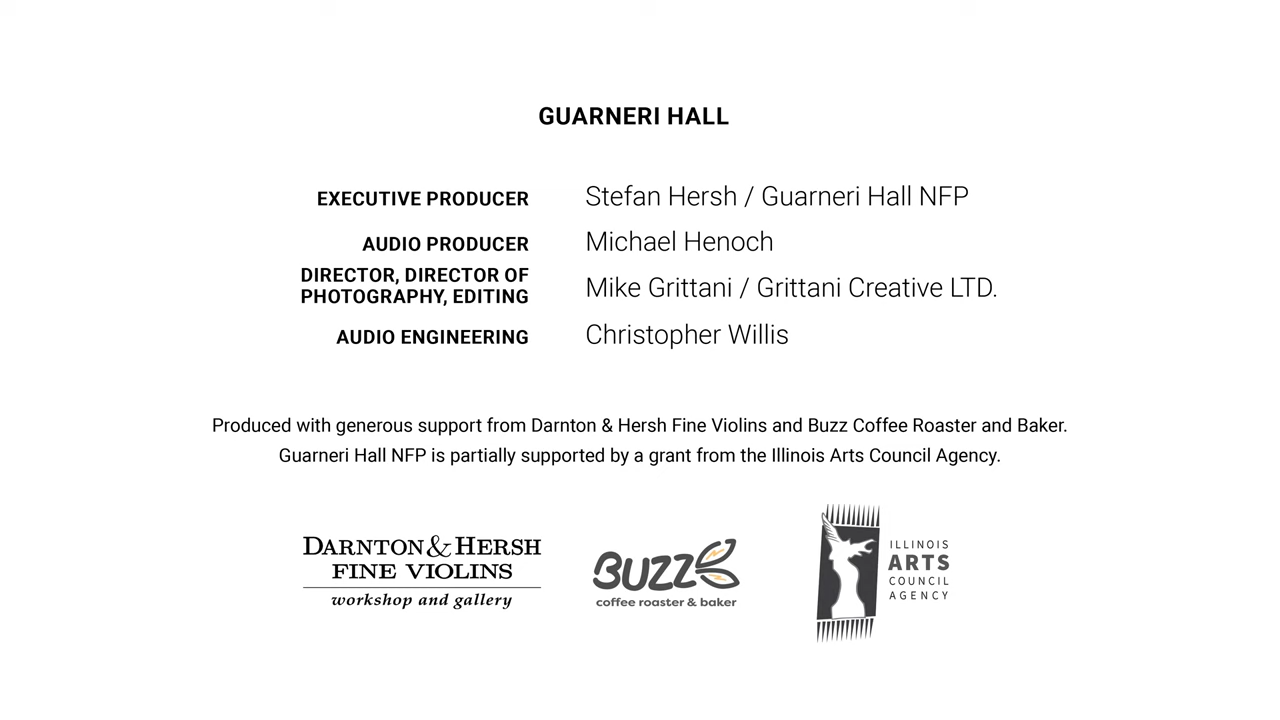 GUARNERI HALL
EXECUTIVE PRODUCER Stefan Hersh / Guarneri Hall NFP
AUDIO PRODUCER Michael Henoch
DIRECTOR, DIRECTOR OF
PHOTOGRAPHY, EDITING Mike Grittani / Grittani Creative LTD.
AUDIO ENGINEERING Christopher Willis
Produced with generous support from Darnton & Hersh Fine Violins and Buzz Coffee Roaster and Baker.
Guarneri Hall NFP is partially supported by a grant from the Illinois Arts Council Agency.
DARNTON & HERSH
FINE VIOLINS
workshop and gallery
BUZZ
coffee roaster & baker
ILLINOIS
ARTS
COUNCIL
AGENCY